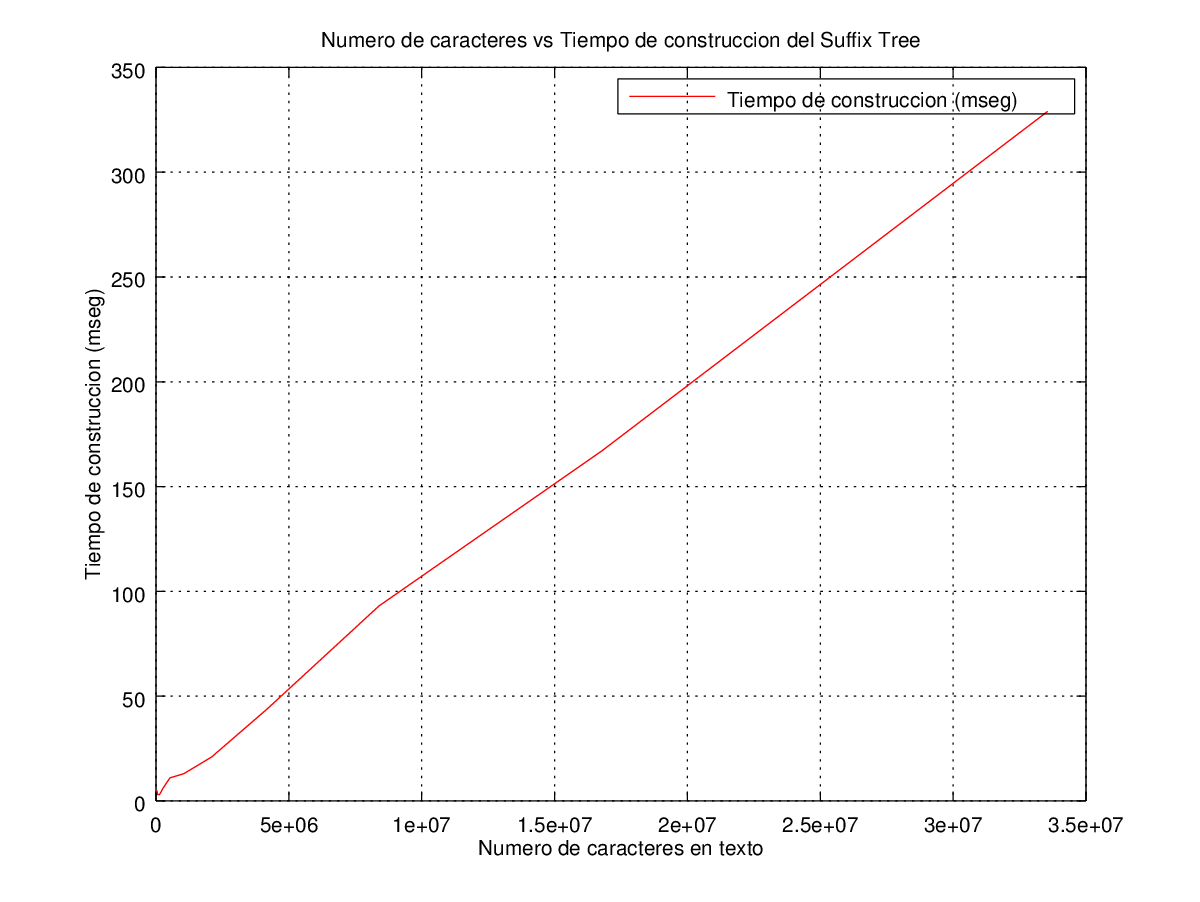 Numero de caracteres vs Tiempo de construccion del Suffix Tree
Tiempo de construccion (mseg)
350
300
250
200
150
100
50
0
Tiempo de construccion (mseg)
0 5e+06 1e+07 1.5e+07 2e+07 2.5e+07 3e+07 3.5e+07
Numero de caracteres en texto